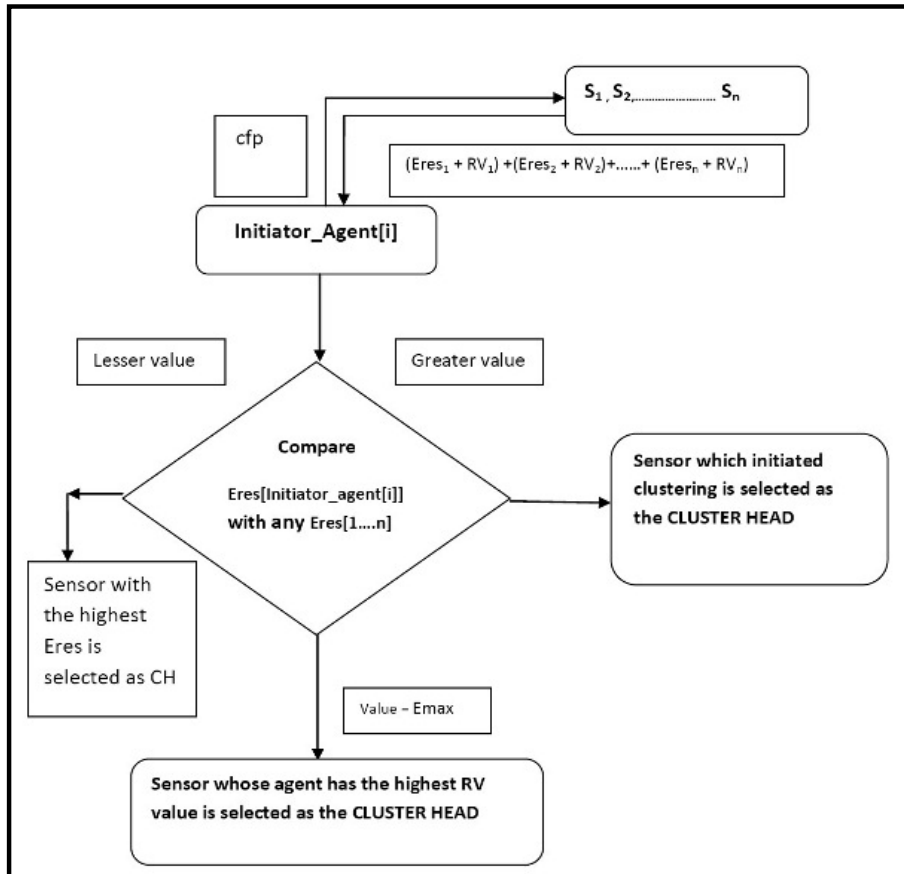 S₁ , S₂,........................ Sₙ
cfp
(Eres₁ + RV₁) +(Eres₂ + RV₂)+......+ (Eresₙ + RVₙ)
Initiator_Agent[i]
Lesser value
Greater value
Compare
Eres[Initiator_agent[i]]
with any Eres[1....n]
Sensor which initiated
clustering is selected as
the CLUSTER HEAD
Sensor with
the highest
Eres is
selected as CH
Value – Emax
Sensor whose agent has the highest RV
value is selected as the CLUSTER HEAD